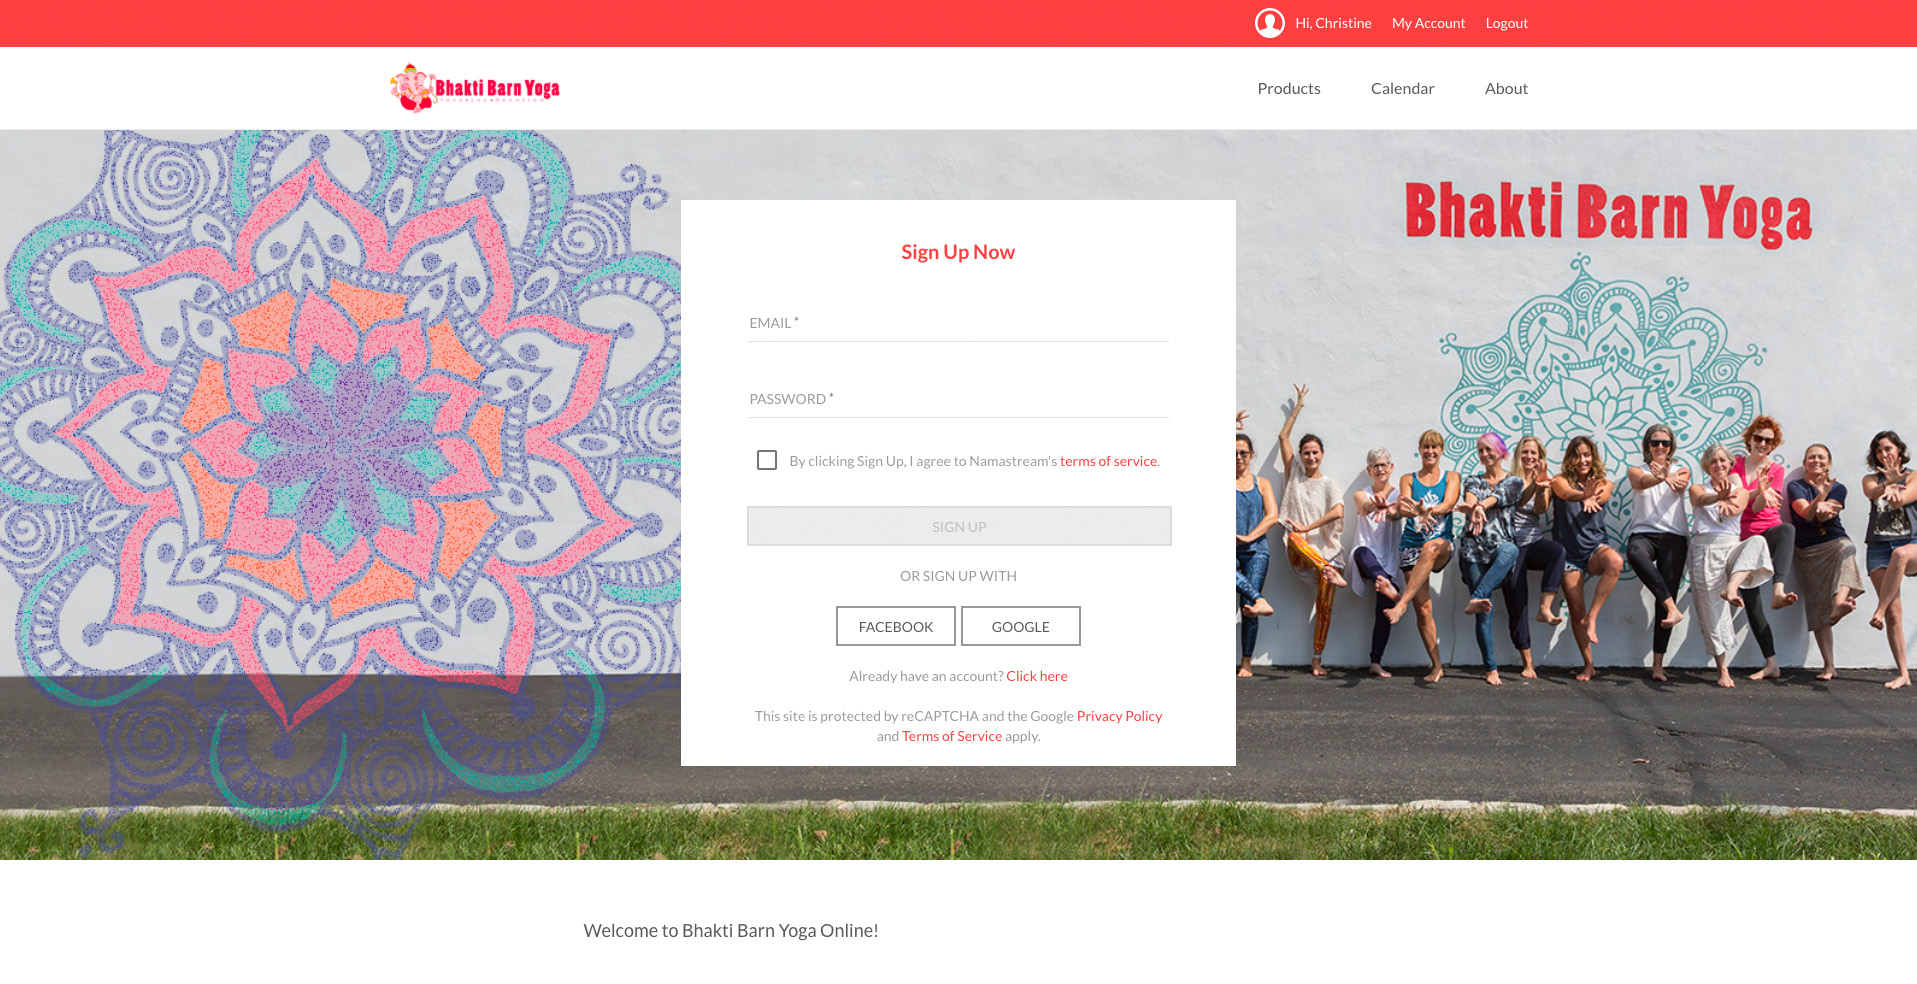 Hi, Christine My Account Logout
Bhakti Barn Yoga
Products Calendar About
Bhakti Barn Yoga
Sign Up Now
EMAIL *
PASSWORD *
By clicking Sign Up, I agree to Namastream's terms of service.
SIGN UP
OR SIGN UP WITH
FACEBOOK GOOGLE
Already have an account? Click here
This site is protected by reCAPTCHA and the Google Privacy Policy
and Terms of Service apply.
Welcome to Bhakti Barn Yoga Online!